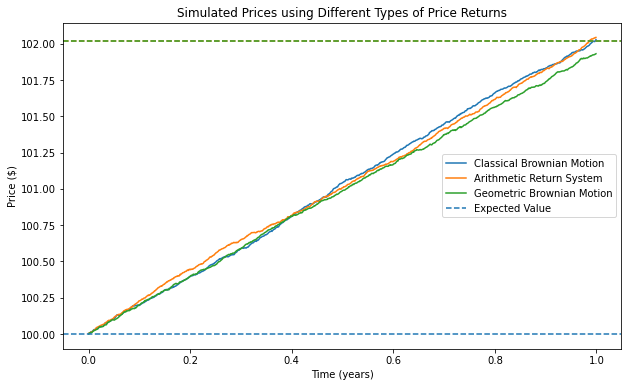 Simulated Prices using Different Types of Price Returns
102.00
101.75
101.50
101.25
101.00
100.75
100.50
100.25
100.00
Price ($)
Classical Brownian Motion
Arithmetic Return System
Geometric Brownian Motion
Expected Value
0.0 0.2 0.4 0.6 0.8 1.0
Time (years)